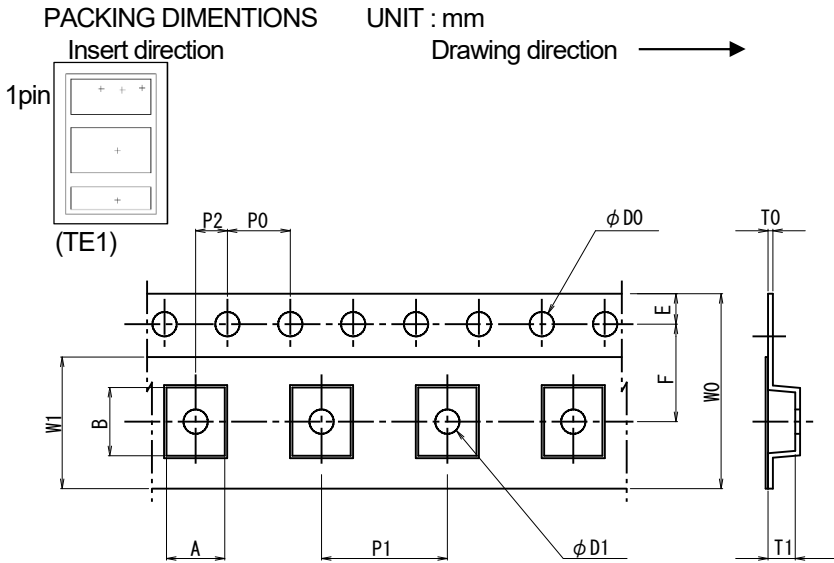 PACKING DIMENTIONS UNIT : mm
Insert direction Drawing direction
1pin
(TE1)
P2 P0 φD0 T0
E
F
W0
W1
B
A P1 φD1 T1